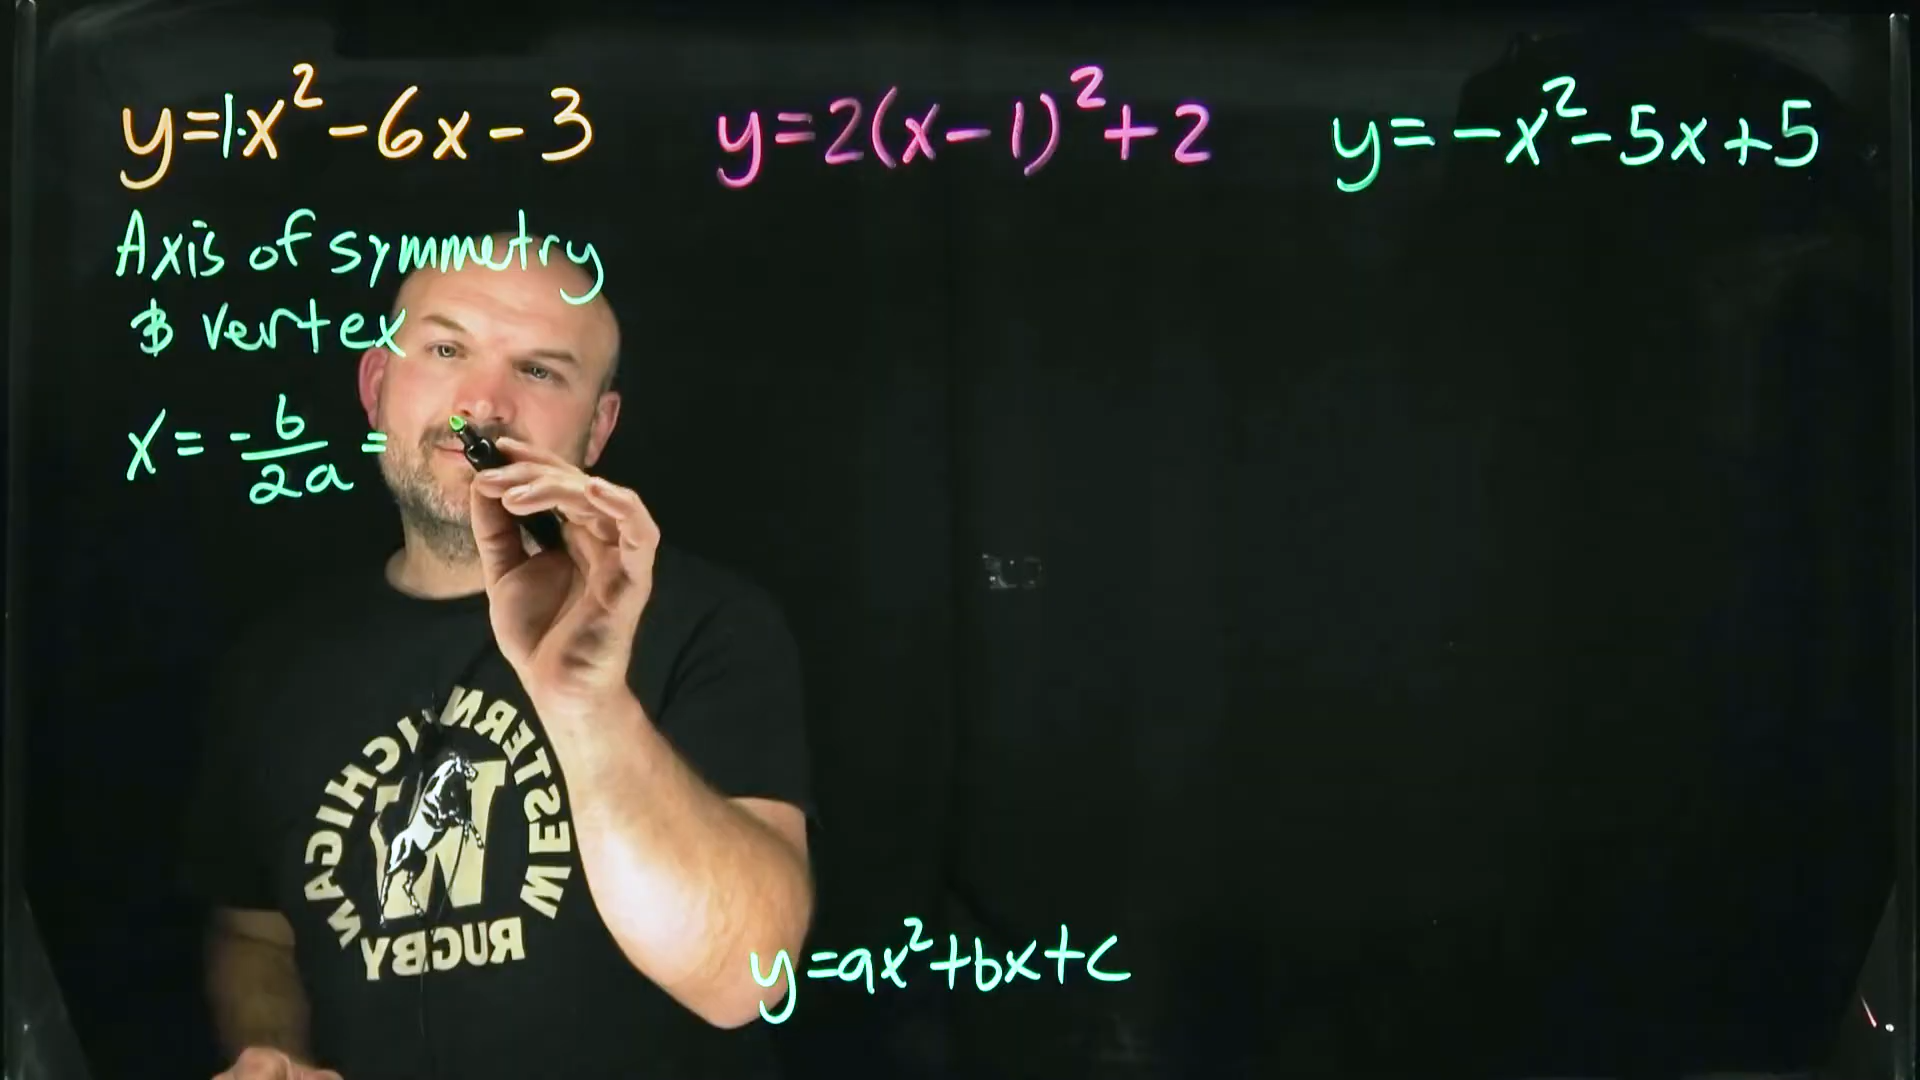 y=1·x²-6x-3
y=2(x-1)²+2
y=-x²-5x+5
Axis of symmetry
& vertex
x = -b/2a =
WESTERN MICHIGAN
W
RUGBY
y=ax²+bx+c